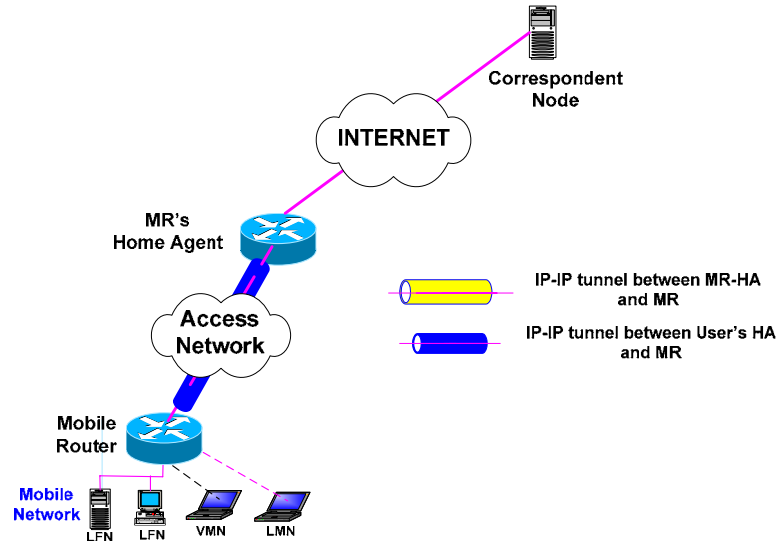 Correspondent
Node
INTERNET
MR's
Home Agent
IP-IP tunnel between MR-HA
and MR
Access
Network
IP-IP tunnel between User's HA
and MR
Mobile
Router
Mobile
Network
LFN
LFN
VMN
LMN